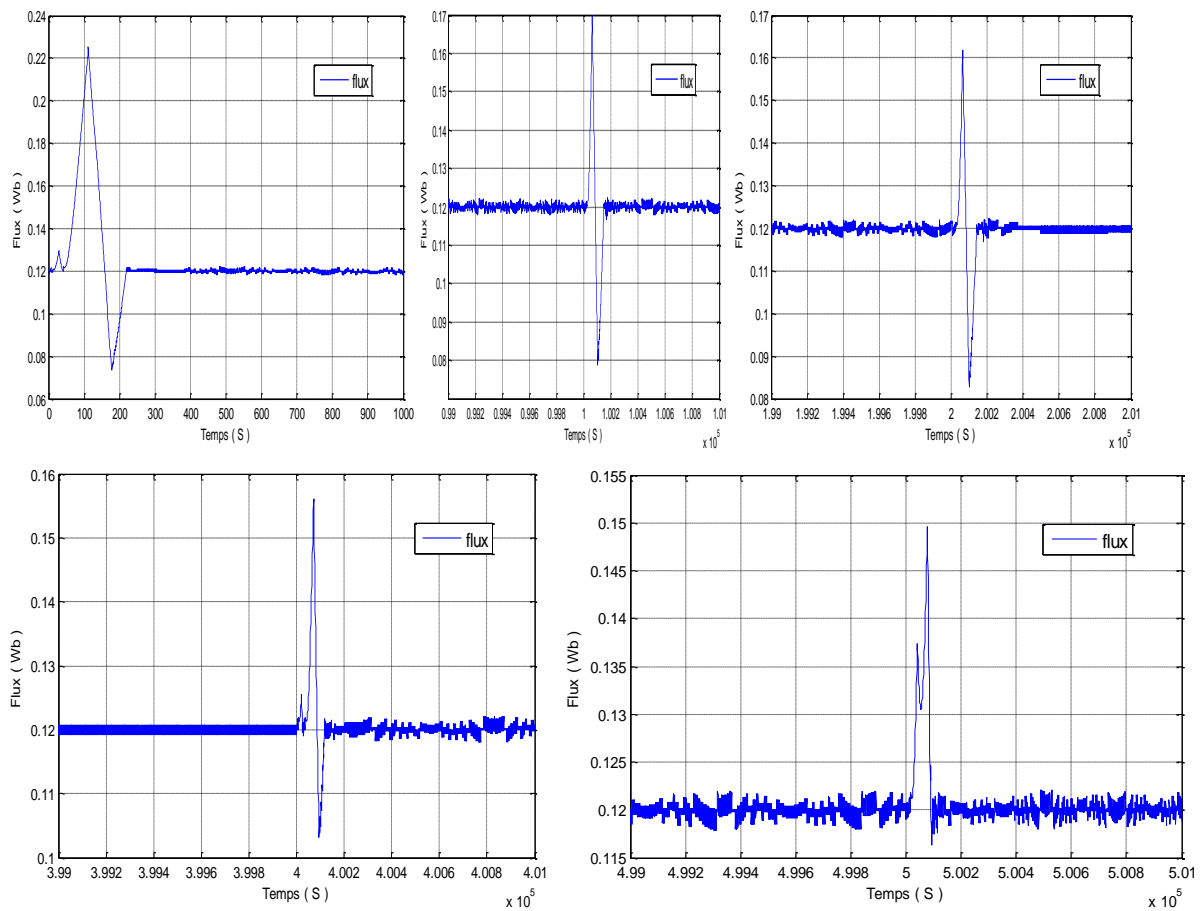 0.24
0.22
0.2
0.18
0.16
0.14
0.12
0.1
0.08
0.06
Flux ( Wb )
flux
0 100 200 300 400 500 600 700 800 900 1000
Temps ( S )
0.17
0.16
0.15
0.14
0.13
0.12
0.11
0.1
0.09
0.08
Flux ( Wb )
flux
0.99 0.992 0.994 0.996 0.998 1 1.002 1.004 1.006 1.008 1.01
Temps ( S )
x 10^5
0.17
0.16
0.15
0.14
0.13
0.12
0.11
0.1
0.09
0.08
Flux ( Wb )
flux
1.99 1.992 1.994 1.996 1.998 2 2.002 2.004 2.006 2.008 2.01
Temps ( S )
x 10^5
0.16
0.15
0.14
0.13
0.12
0.11
0.1
Flux ( Wb )
flux
3.99 3.992 3.994 3.996 3.998 4 4.002 4.004 4.006 4.008 4.01
Temps ( S )
x 10^5
0.155
0.15
0.145
0.14
0.135
0.13
0.125
0.12
0.115
Flux ( Wb )
flux
4.99 4.992 4.994 4.996 4.998 5 5.002 5.004 5.006 5.008 5.01
Temps ( S )
x 10^5